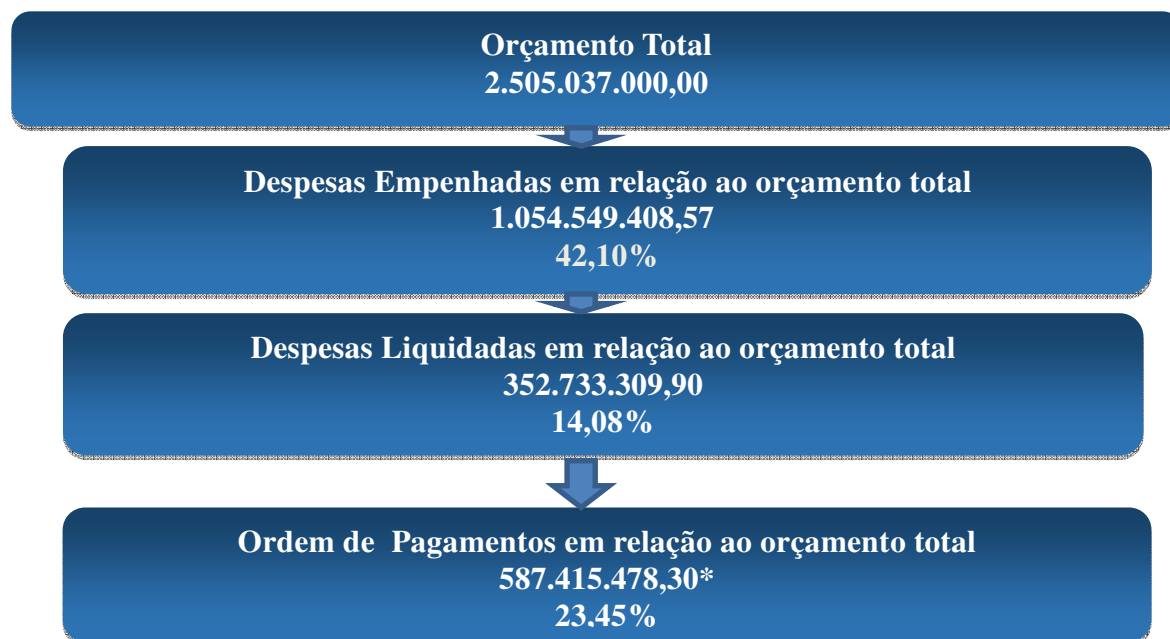 Orçamento Total
2.505.037.000,00
Despesas Empenhadas em relação ao orçamento total
1.054.549.408,57
42,10%
Despesas Liquidadas em relação ao orçamento total
352.733.309,90
14,08%
Ordem de Pagamentos em relação ao orçamento total
587.415.478,30*
23,45%